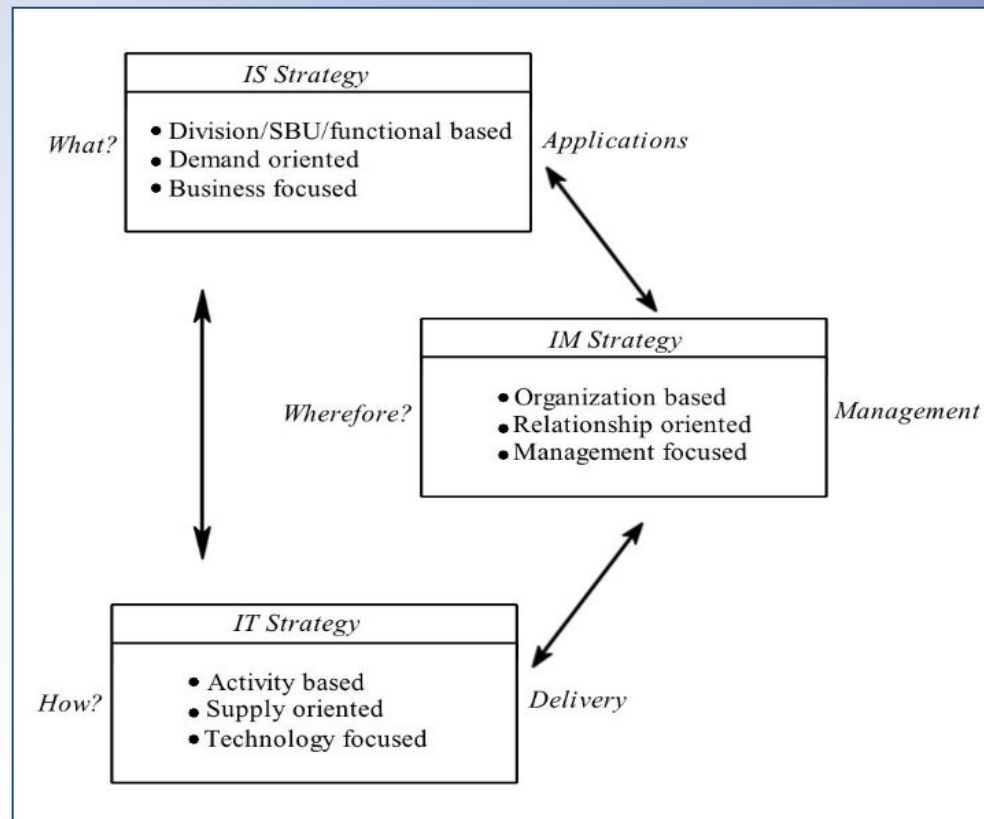 IS Strategy
What?
• Division/SBU/functional based
• Demand oriented
• Business focused
Applications
IM Strategy
Wherefore?
• Organization based
• Relationship oriented
• Management focused
Management
IT Strategy
How?
• Activity based
• Supply oriented
• Technology focused
Delivery